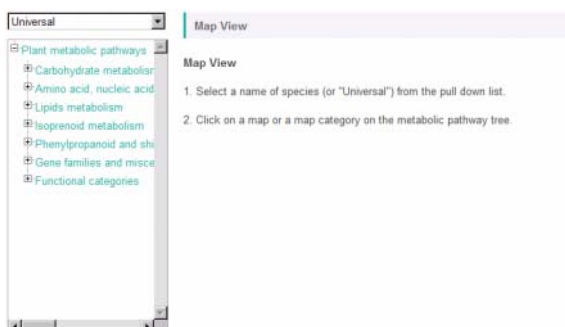 Universal
Plant metabolic pathways
Carbohydrate metabolisr
Amino acid, nucleic acid
Lipids metabolism
Isoprenoid metabolism
Phenylpropanoid and shi
Gene families and misce
Functional categories
Map View
Map View
1. Select a name of species (or "Universal") from the pull down list.
2. Click on a map or a map category on the metabolic pathway tree.